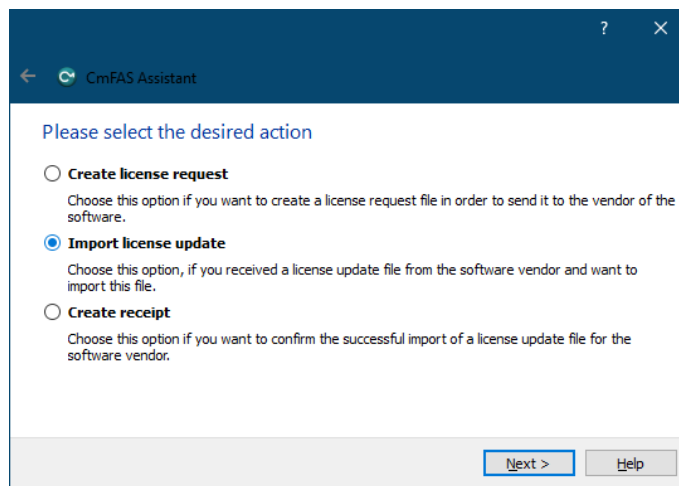 CmFAS Assistant
Please select the desired action
Create license request
Choose this option if you want to create a license request file in order to send it to the vendor of the
software.
Import license update
Choose this option, if you received a license update file from the software vendor and want to
import this file.
Create receipt
Choose this option if you want to confirm the successful import of a license update file for the
software vendor.
Next > Help